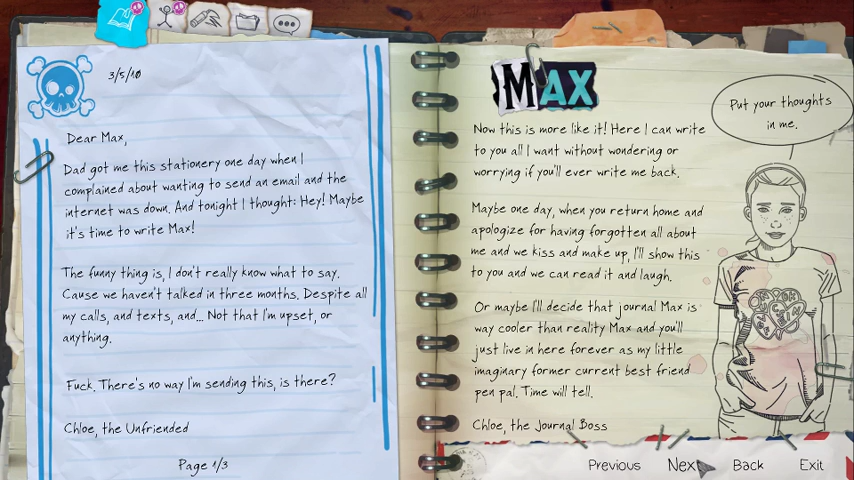 3/5/10
Dear Max,
Dad got me this stationery one day when I
complained about wanting to send an email and the
internet was down. And tonight I thought: Hey! Maybe
it's time to write Max!
The funny thing is, I don't really know what to say.
Cause we haven't talked in three months. Despite all
my calls, and texts, and... Not that I'm upset, or
anything.
Fuck. There's no way I'm sending this, is there?
Chloe, the Unfriended
Page 1/3
MAX
Now this is more like it! Here I can write
to you all I want without wondering or
worrying if you'll ever write me back.
Maybe one day, when you return home and
apologize for having forgotten all about
me and we kiss and make up, I'll show this
to you and we can read it and laugh.
Or maybe I'll decide that journal Max is
way cooler than reality Max and you'll
just live in here forever as my little
imaginary former current best friend
pen pal. Time will tell.
Chloe, the Journal Boss
Put your thoughts
in me.
Previous
Next
Back
Exit